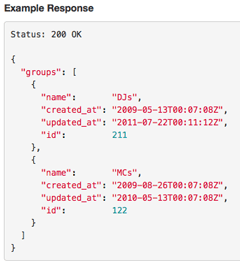 Example Response
Status: 200 OK
{
"groups": [
{
"name": "DJs",
"created_at": "2009-05-13T00:07:08Z",
"updated_at": "2011-07-22T00:11:12Z",
"id": 211
},
{
"name": "MCs",
"created_at": "2009-08-26T00:07:08Z",
"updated_at": "2010-05-13T00:07:08Z",
"id": 122
}
]
}